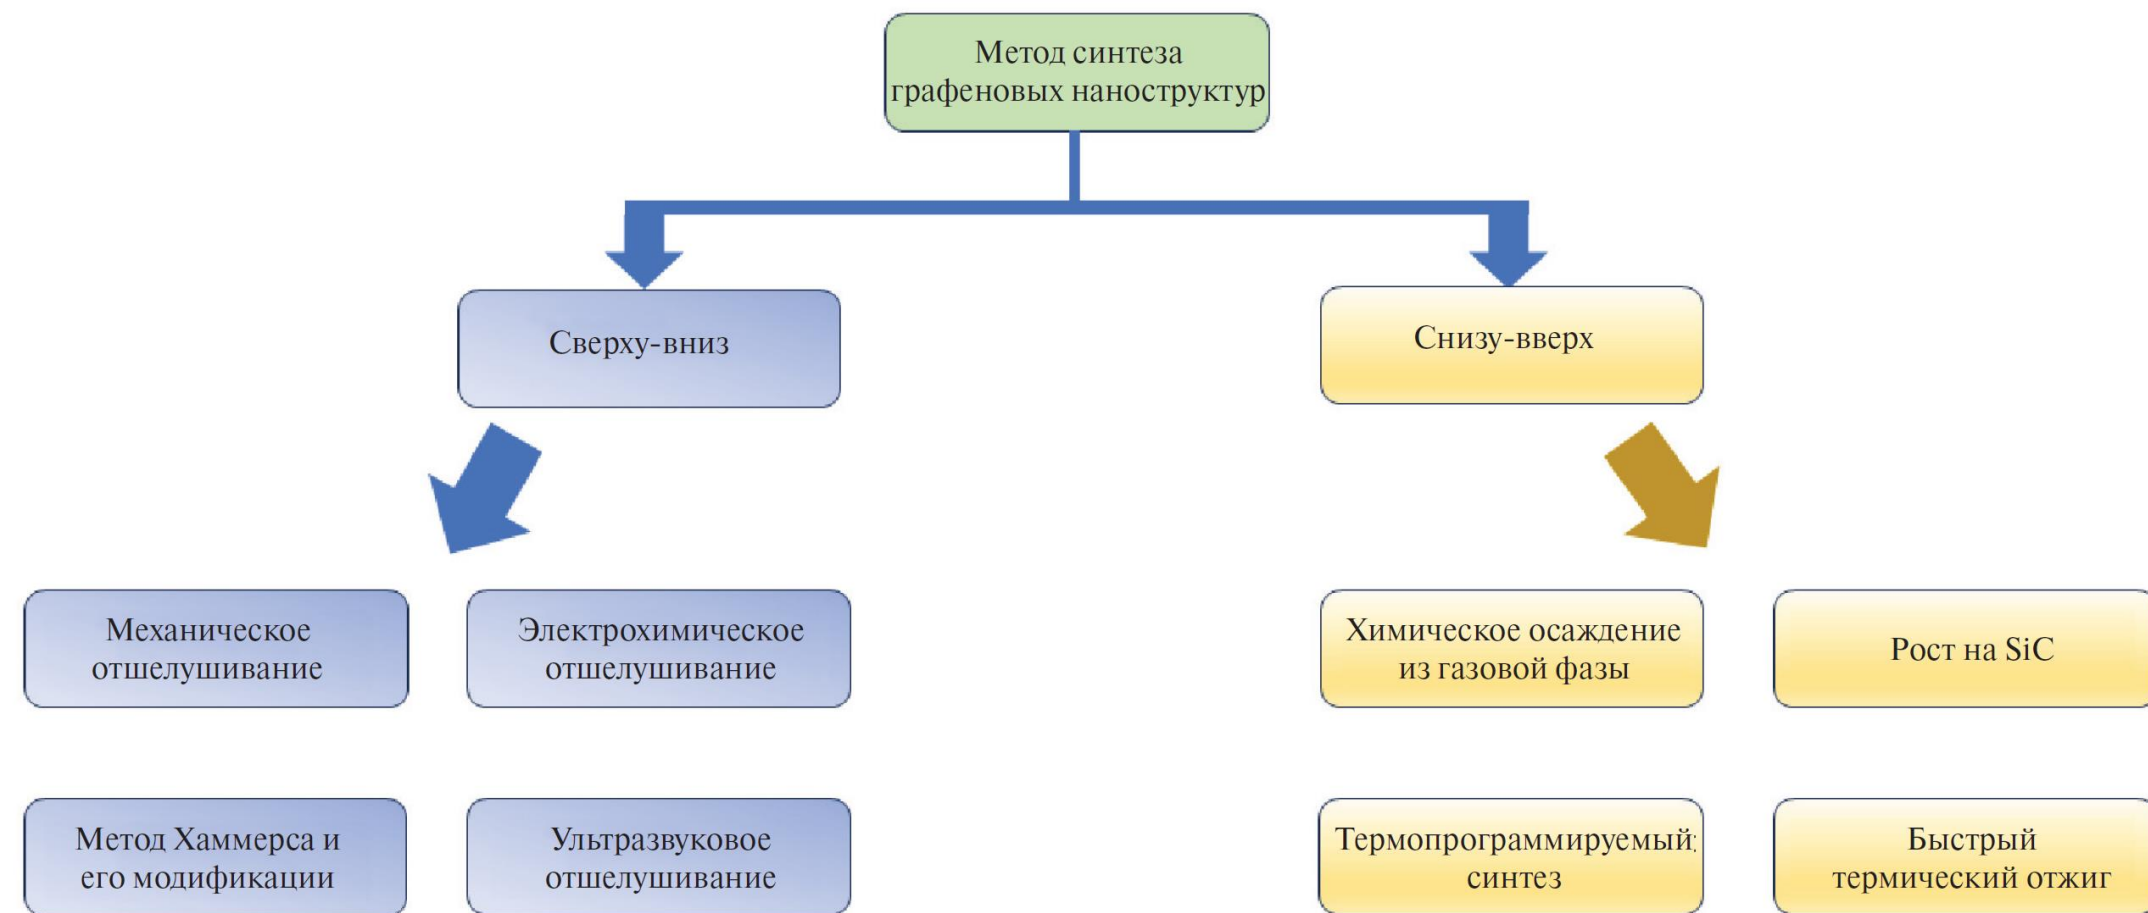 Метод синтеза
графеновых наноструктур
Сверху-вниз
Снизу-вверх
Механическое
отшелушивание
Электрохимическое
отшелушивание
Химическое осаждение
из газовой фазы
Рост на SiC
Метод Хаммерса и
его модификации
Ультразвуковое
отшелушивание
Термопрограммируемый;
синтез
Быстрый
термический отжиг